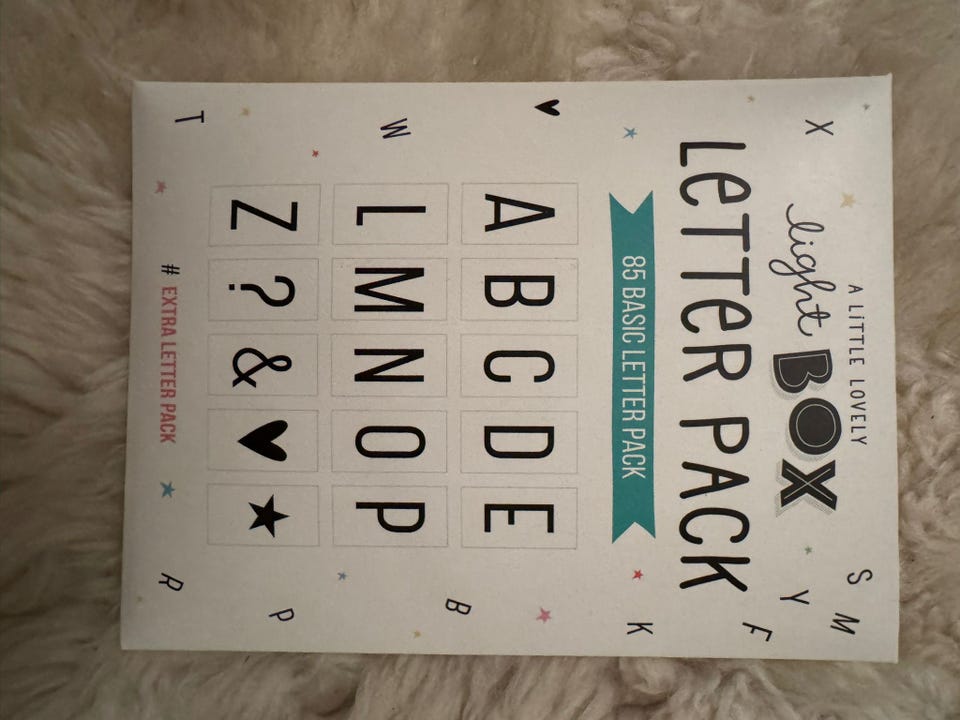 A LiTTLE LOVELY
S
M
X
light BOX
Y
F
LeTTeR PACK
K
85 BASIC LETTER PACK
A B C D E
B
W
L M N O P
P
Z ? & ♥ ★
T
R
# EXTRA LETTER PACK